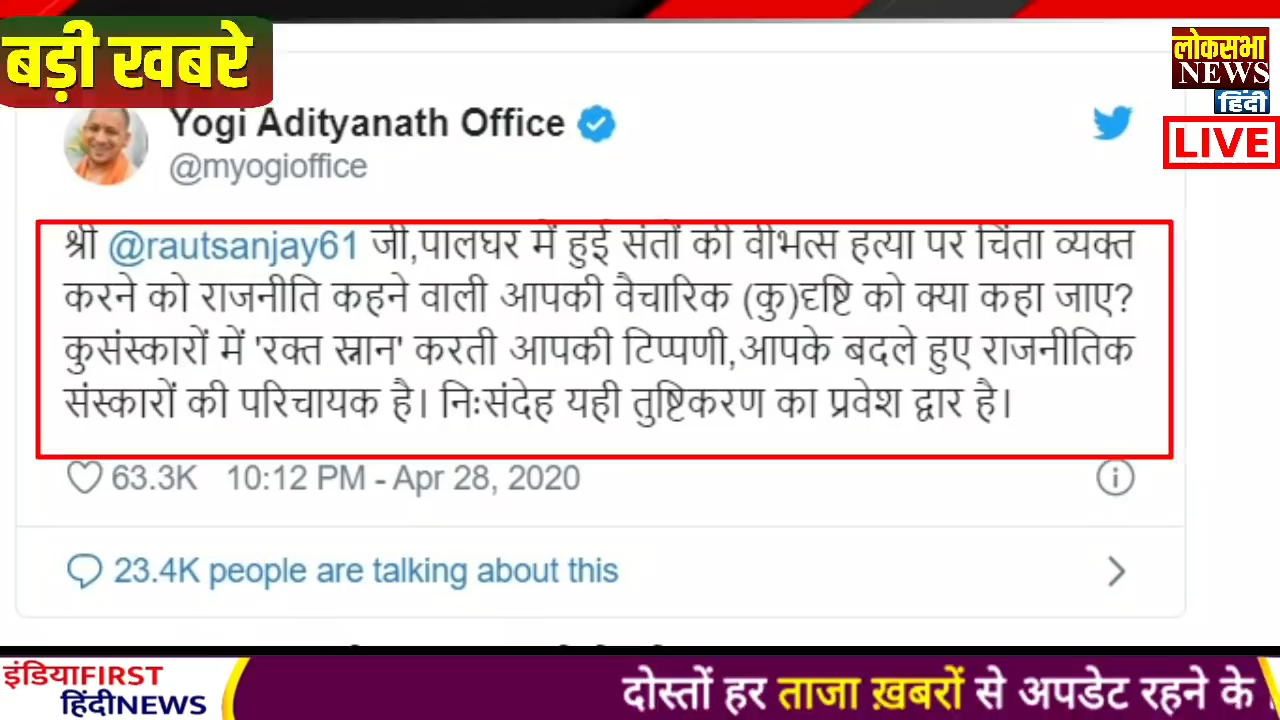 बड़ी खबरे
लोकसभा
NEWS
हिंदी
LIVE
Yogi Adityanath Office
@myogioffice
श्री @rautsanjay61 जी,पालघर में हुई संतों की वीभत्स हत्या पर चिंता व्यक्त
करने को राजनीति कहने वाली आपकी वैचारिक (कु)दृष्टि को क्या कहा जाए?
कुसंस्कारों में 'रक्त स्नान' करती आपकी टिप्पणी,आपके बदले हुए राजनीतिक
संस्कारों की परिचायक है। निःसंदेह यही तुष्टिकरण का प्रवेश द्वार है।
63.3K 10:12 PM - Apr 28, 2020
23.4K people are talking about this
इंडियाFIRST
हिंदीNEWS
दोस्तों हर ताजा ख़बरों से अपडेट रहने के